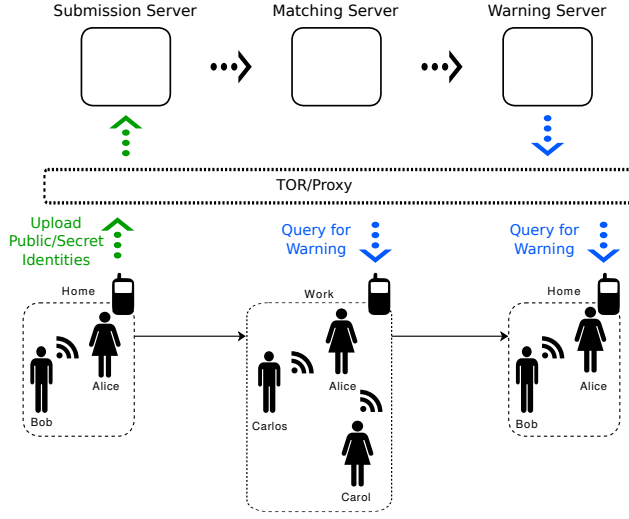 Submission Server
Matching Server
Warning Server
TOR/Proxy
Upload
Public/Secret
Identities
Query for
Warning
Query for
Warning
Home
Work
Home
Alice
Bob
Alice
Carlos
Carol
Alice
Bob